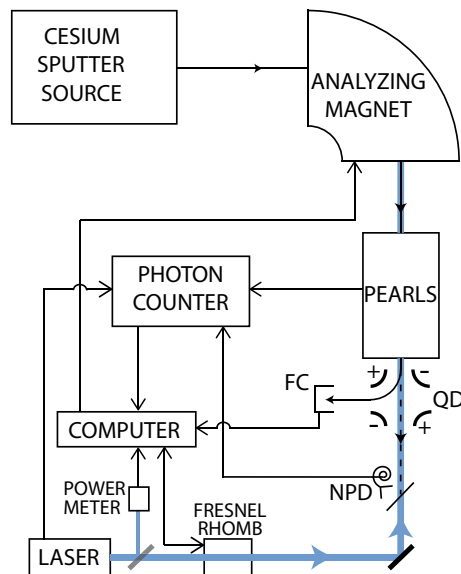 CESIUM
SPUTTER
SOURCE
ANALYZING
MAGNET
PHOTON
COUNTER
PEARLS
+
-
FC
QD
-
+
COMPUTER
POWER
METER
NPD
FRESNEL
RHOMB
LASER